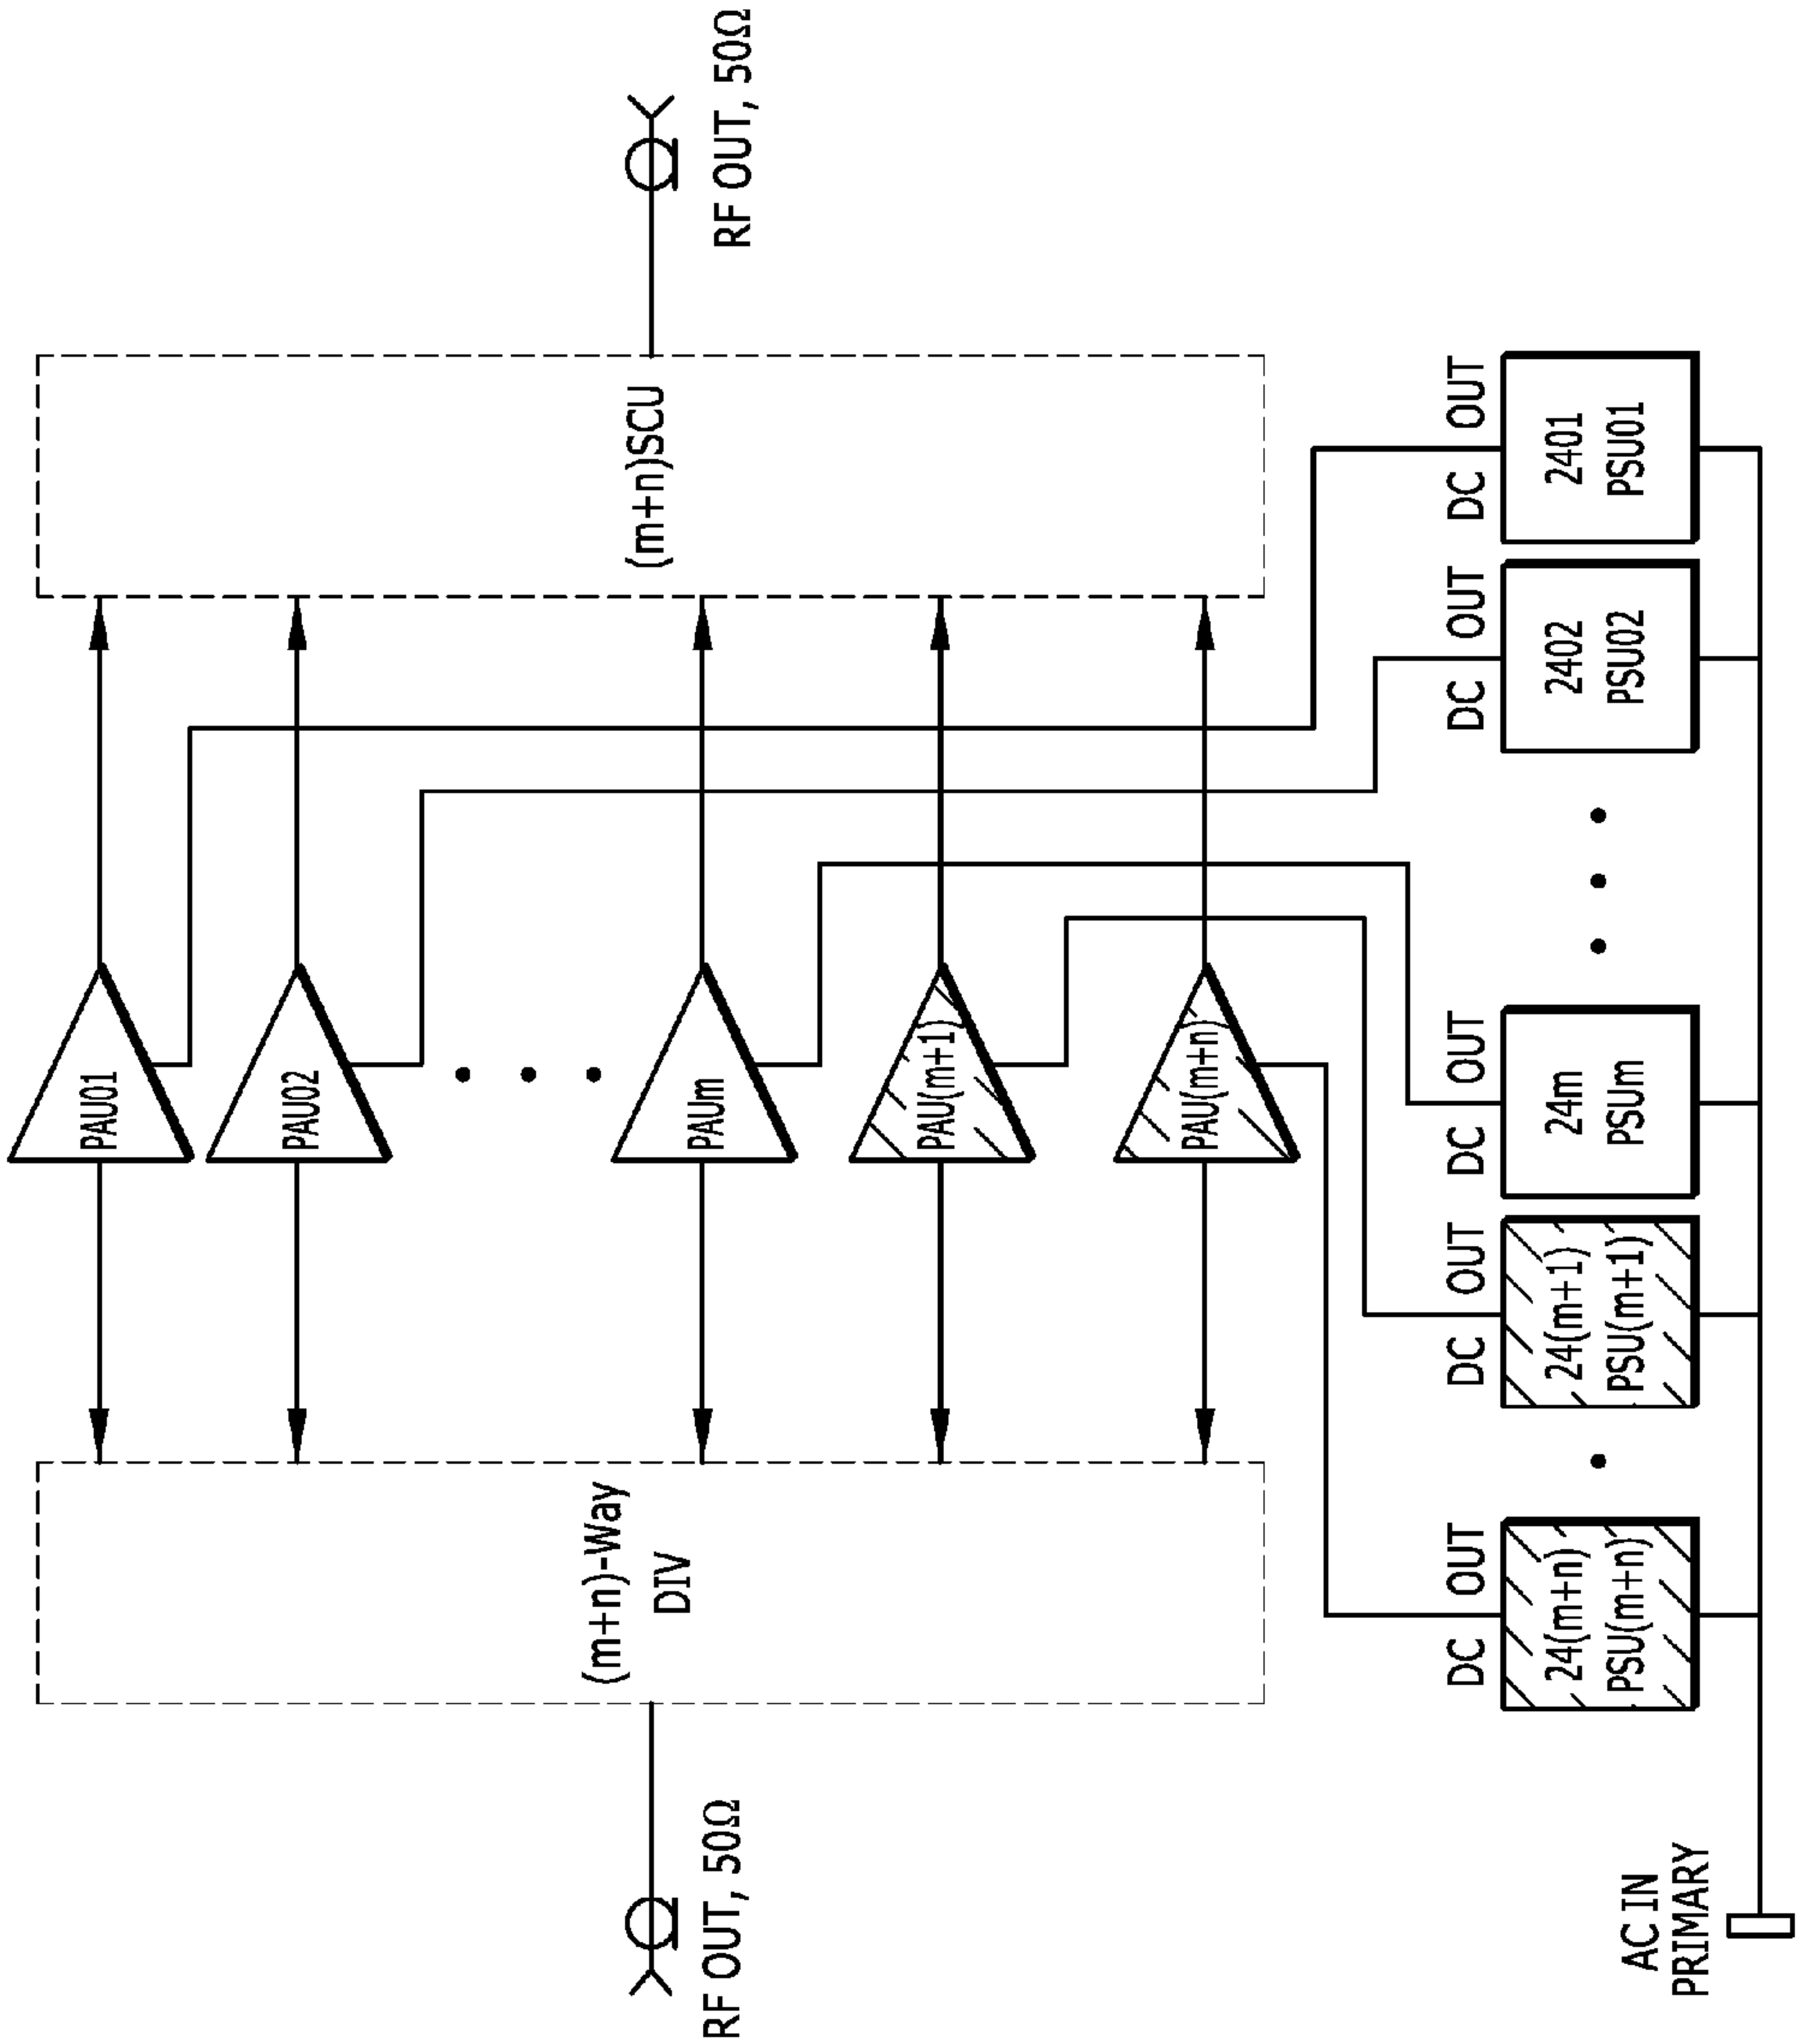 (m+n)-Way
DIV
PAU01
PAU02
PAUm
PAU(m+1)
PAU(m+n)
(m+n)SCU
RF OUT, 50Ω
RF OUT, 50Ω
DC OUT
DC OUT
DC OUT
DC OUT
DC OUT
24(m+n)
PSU(m+n)
24(m+1)
PSU(m+1)
24m
PSUm
2402
PSU02
2401
PSU01
AC IN
PRIMARY